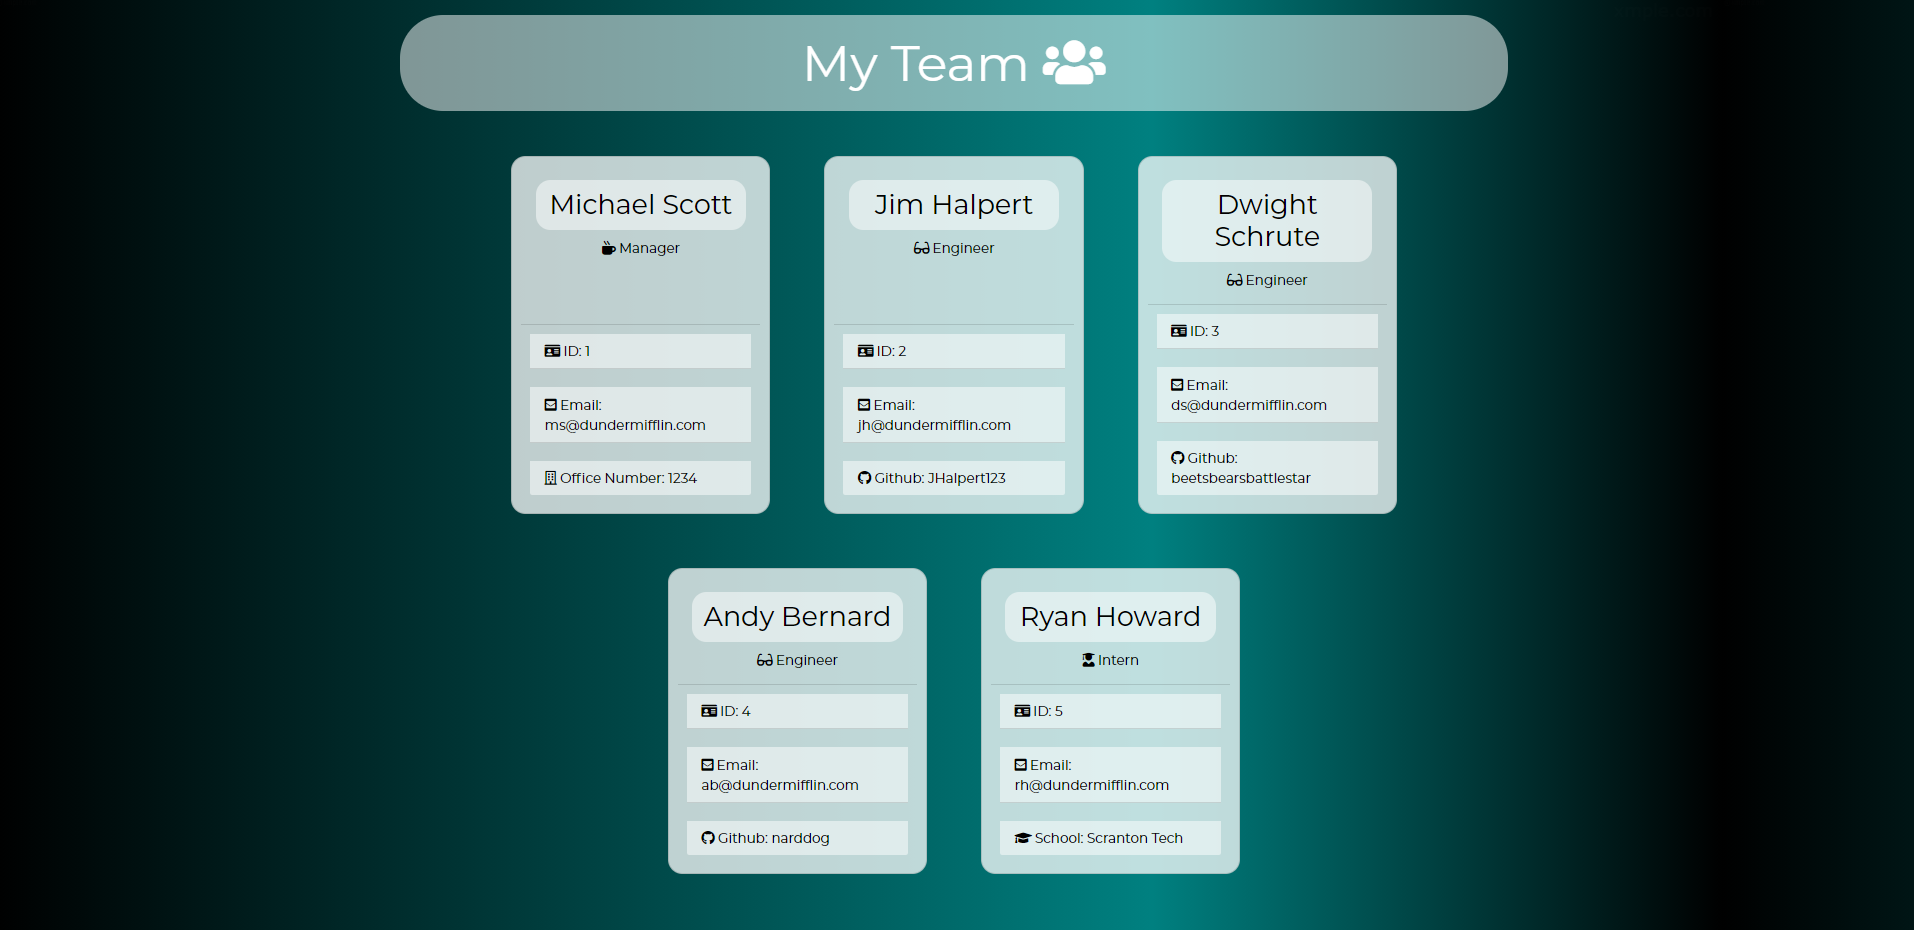 My Team
Michael Scott
Manager
ID: 1
Email:
ms@dundermifflin.com
Office Number: 1234
Jim Halpert
Engineer
ID: 2
Email:
jh@dundermifflin.com
Github: JHalpert123
Dwight
Schrute
Engineer
ID: 3
Email:
ds@dundermifflin.com
Github:
beetsbearsbattlestar
Andy Bernard
Engineer
ID: 4
Email:
ab@dundermifflin.com
Github: narddog
Ryan Howard
Intern
ID: 5
Email:
rh@dundermifflin.com
School: Scranton Tech